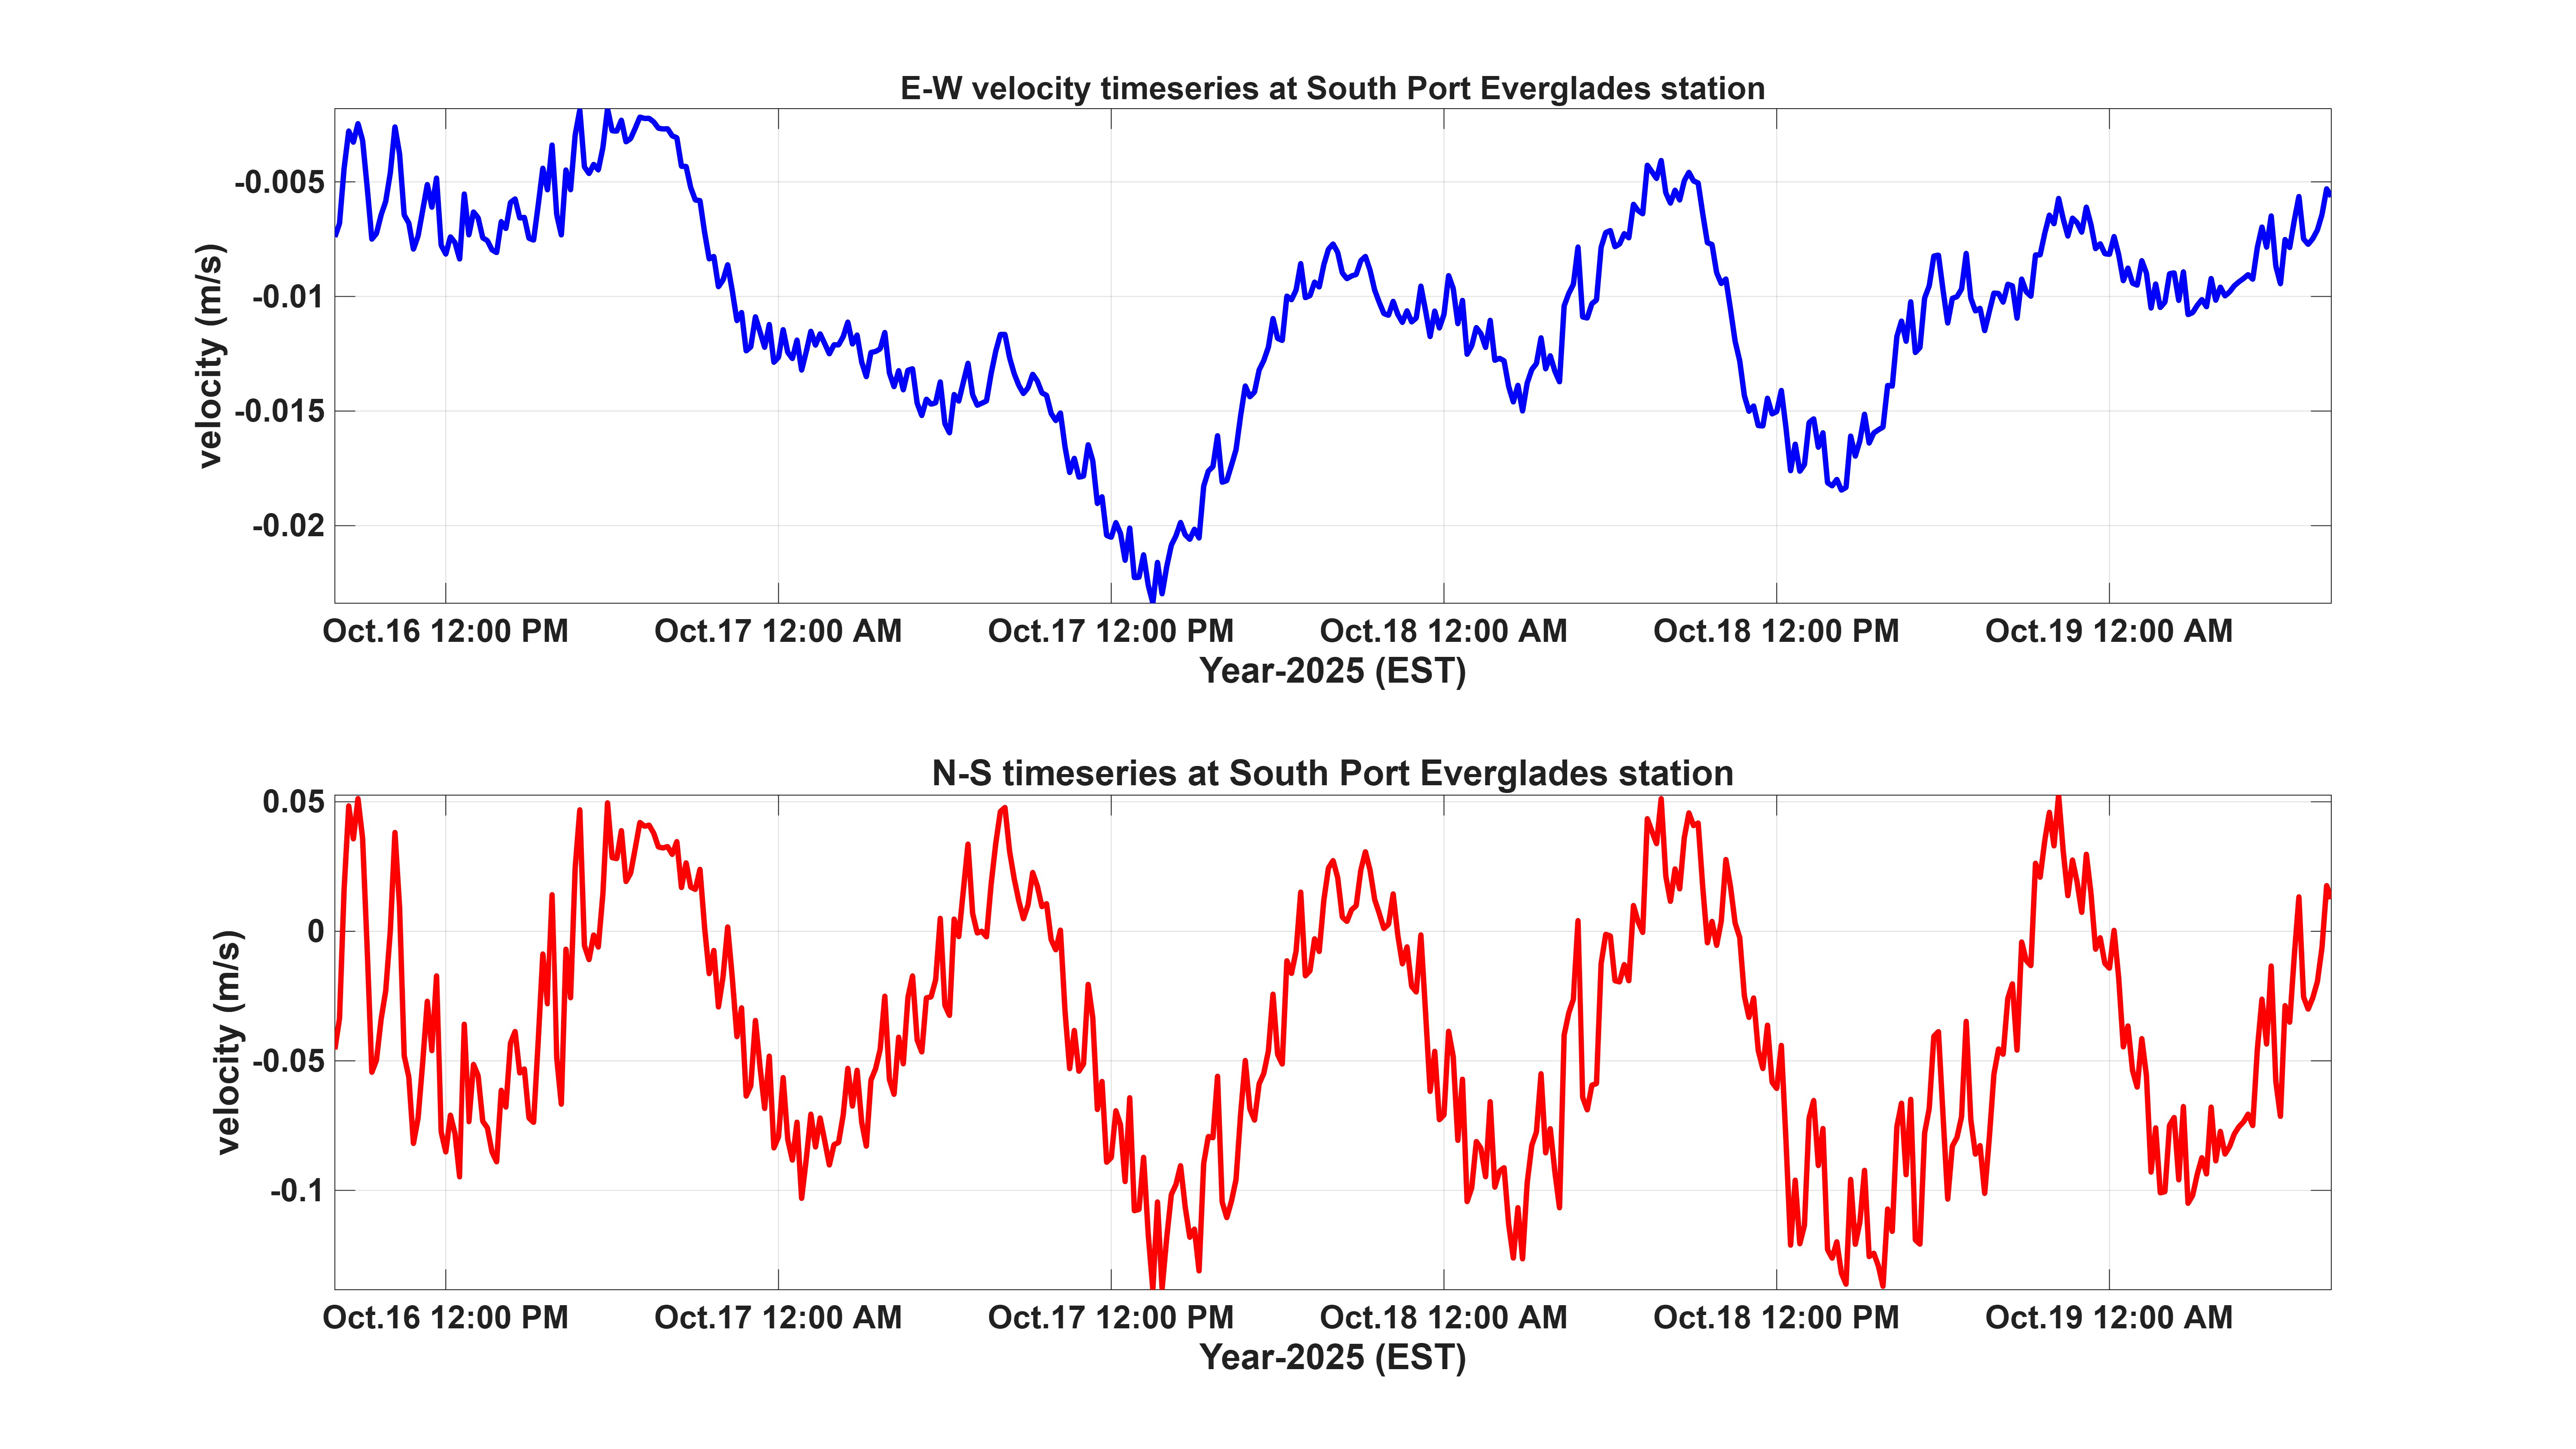 E-W velocity timeseries at South Port Everglades station
velocity (m/s)
-0.005
-0.01
-0.015
-0.02
Oct.16 12:00 PM Oct.17 12:00 AM Oct.17 12:00 PM Oct.18 12:00 AM Oct.18 12:00 PM Oct.19 12:00 AM
Year-2025 (EST)
N-S timeseries at South Port Everglades station
velocity (m/s)
0.05
0
-0.05
-0.1
Oct.16 12:00 PM Oct.17 12:00 AM Oct.17 12:00 PM Oct.18 12:00 AM Oct.18 12:00 PM Oct.19 12:00 AM
Year-2025 (EST)